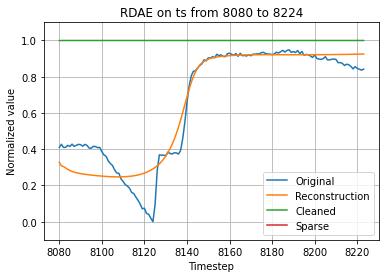 RDAE on ts from 8080 to 8224
Normalized value
1.0
0.8
0.6
0.4
0.2
0.0
8080 8100 8120 8140 8160 8180 8200 8220
Timestep
Original
Reconstruction
Cleaned
Sparse